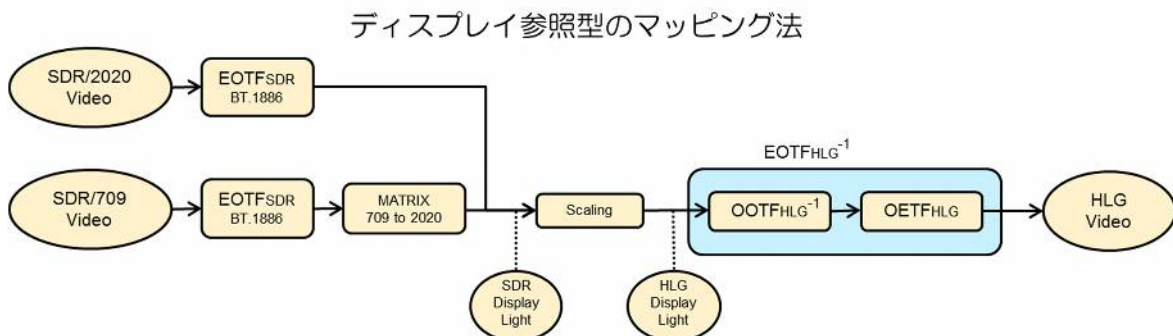 ディスプレイ参照型のマッピング法
SDR/2020
Video
EOTFSDR
BT.1886
SDR/709
Video
EOTFSDR
BT.1886
MATRIX
709 to 2020
Scaling
EOTFHLG⁻¹
OOTFHLG⁻¹
OETFHLG
HLG
Video
SDR
Display
Light
HLG
Display
Light